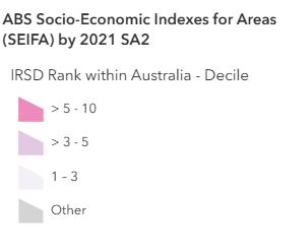 ABS Socio-Economic Indexes for Areas
(SEIFA) by 2021 SA2
IRSD Rank within Australia - Decile
> 5 - 10
> 3 - 5
1 – 3
Other